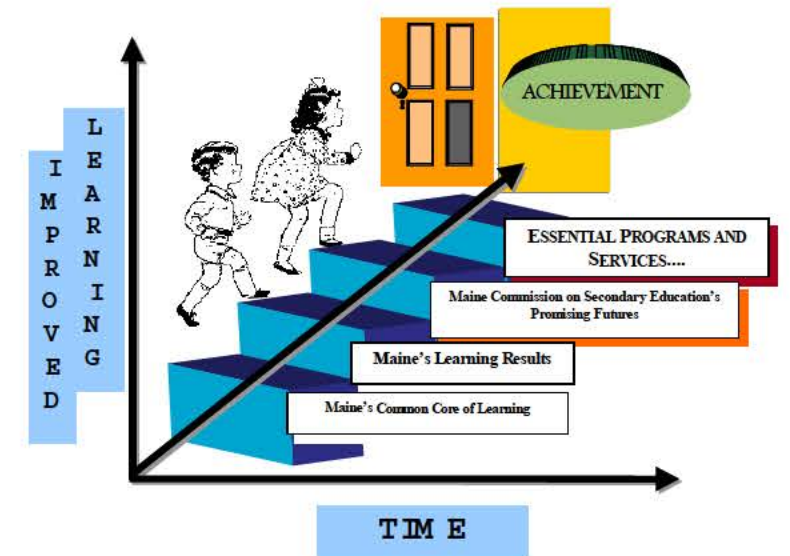 ACHIEVEMENT
IMPROVED
LEARNING
ESSENTIAL PROGRAMS AND
SERVICES....
Maine Commission on Secondary Education's
Promising Futures
Maine's Learning Results
Maine's Common Core of Learning
TIME